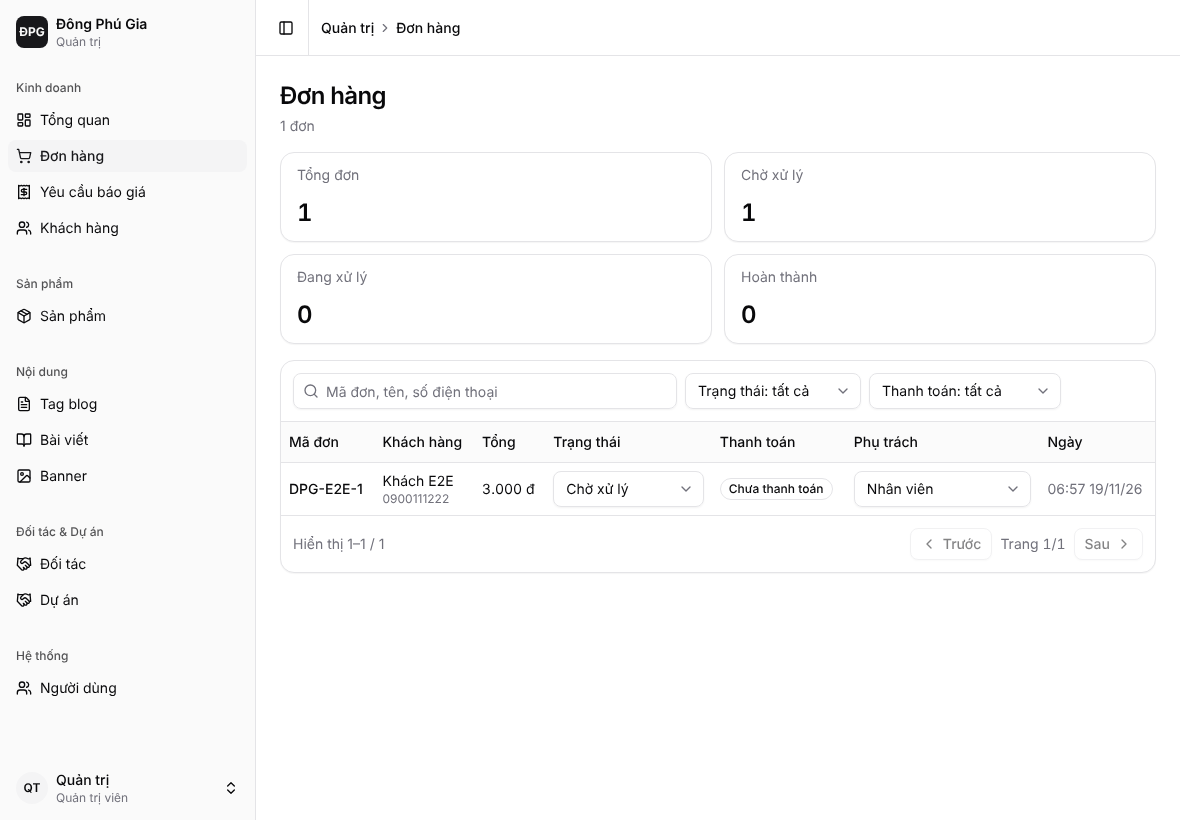 ĐPG
Đông Phú Gia
Quản trị
Kinh doanh
Tổng quan
Đơn hàng
Yêu cầu báo giá
Khách hàng
Sản phẩm
Sản phẩm
Nội dung
Tag blog
Bài viết
Banner
Đối tác & Dự án
Đối tác
Dự án
Hệ thống
Người dùng
QT
Quản trị
Quản trị viên
Quản trị > Đơn hàng
Đơn hàng
1 đơn
Tổng đơn
1
Chờ xử lý
1
Đang xử lý
0
Hoàn thành
0
Mã đơn, tên, số điện thoại Trạng thái: tất cả Thanh toán: tất cả
Mã đơn Khách hàng Tổng Trạng thái Thanh toán Phụ trách Ngày
DPG-E2E-1 Khách E2E 3.000 đ Chờ xử lý Chưa thanh toán Nhân viên 06:57 19/11/26
0900111222
Hiển thị 1–1 / 1 Trước Trang 1/1 Sau